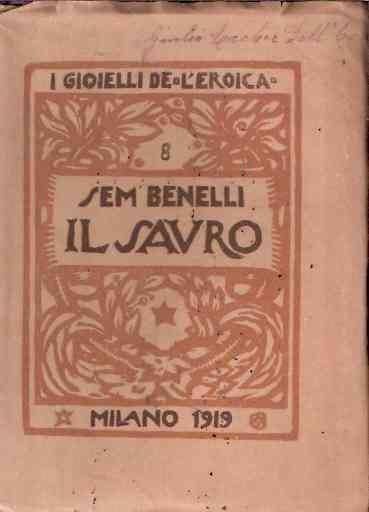 I GIOIELLI DE «L'EROICA»
8
SEM BENELLI
IL SAVRO
MILANO 1919